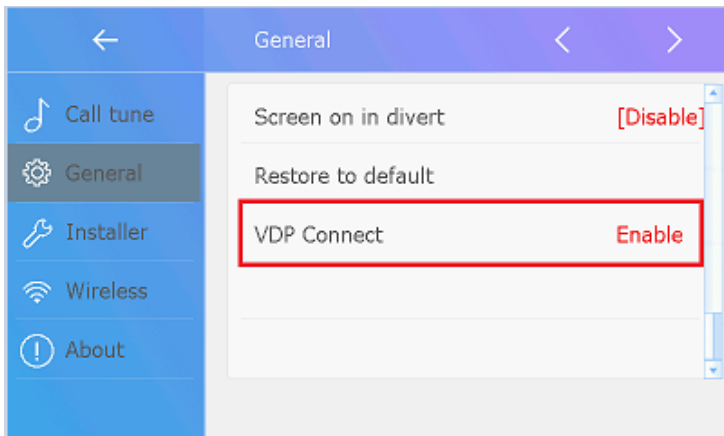 General
Call tune
General
Installer
Wireless
About
Screen on in divert [Disable]
Restore to default
VDP Connect Enable